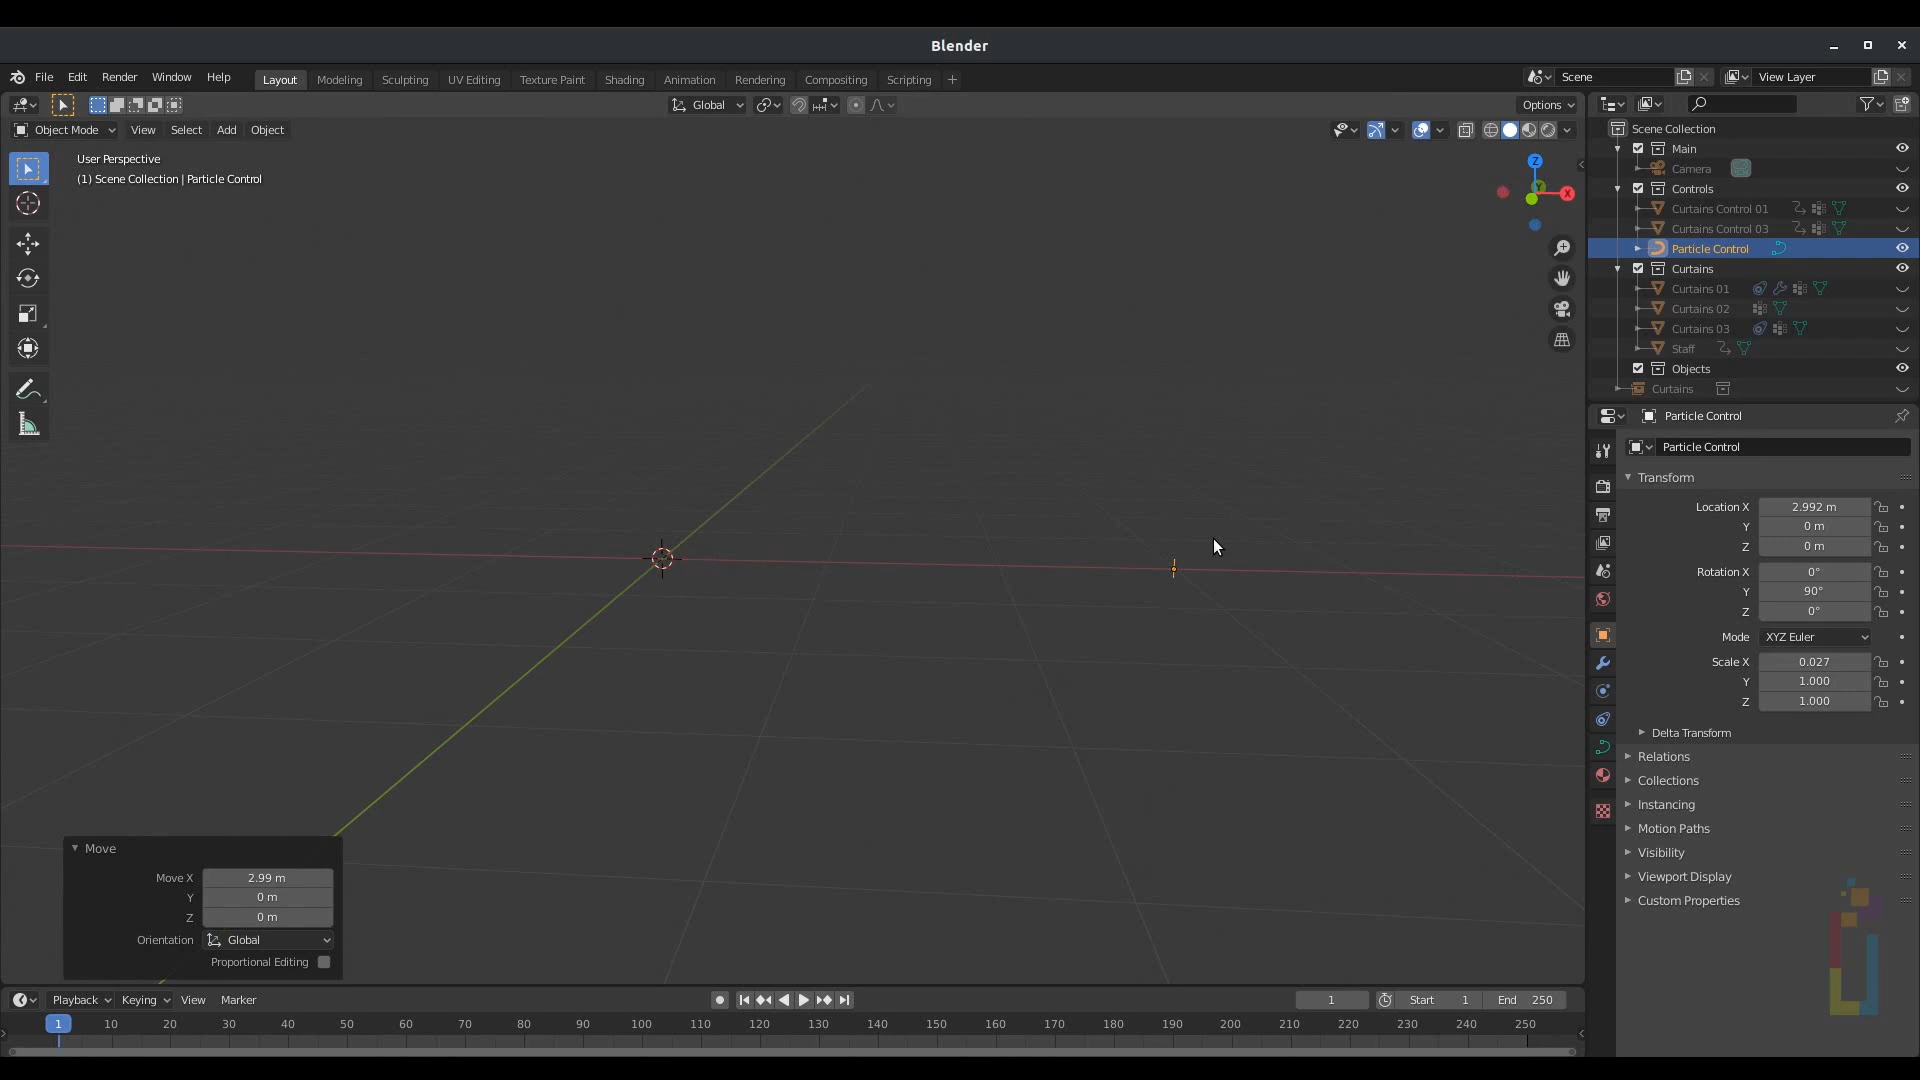 Blender
File Edit Render Window Help Layout Modeling Sculpting UV Editing Texture Paint Shading Animation Rendering Compositing Scripting + Scene View Layer
Global Options
Object Mode View Select Add Object
User Perspective
(1) Scene Collection | Particle Control
Z
Y
X
Scene Collection
Main
Camera
Controls
Curtains Control 01
Curtains Control 03
Particle Control
Curtains
Curtains 01
Curtains 02
Curtains 03
Staff
Objects
Curtains
Particle Control
Particle Control
Transform
Location X 2.992 m
Y 0 m
Z 0 m
Rotation X 0°
Y 90°
Z 0°
Mode XYZ Euler
Scale X 0.027
Y 1.000
Z 1.000
Delta Transform
Relations
Collections
Instancing
Motion Paths
Visibility
Viewport Display
Custom Properties
Move
Move X 2.99 m
Y 0 m
Z 0 m
Orientation Global
Proportional Editing
Playback Keying View Marker 1 Start 1 End 250
1 10 20 30 40 50 60 70 80 90 100 110 120 130 140 150 160 170 180 190 200 210 220 230 240 250